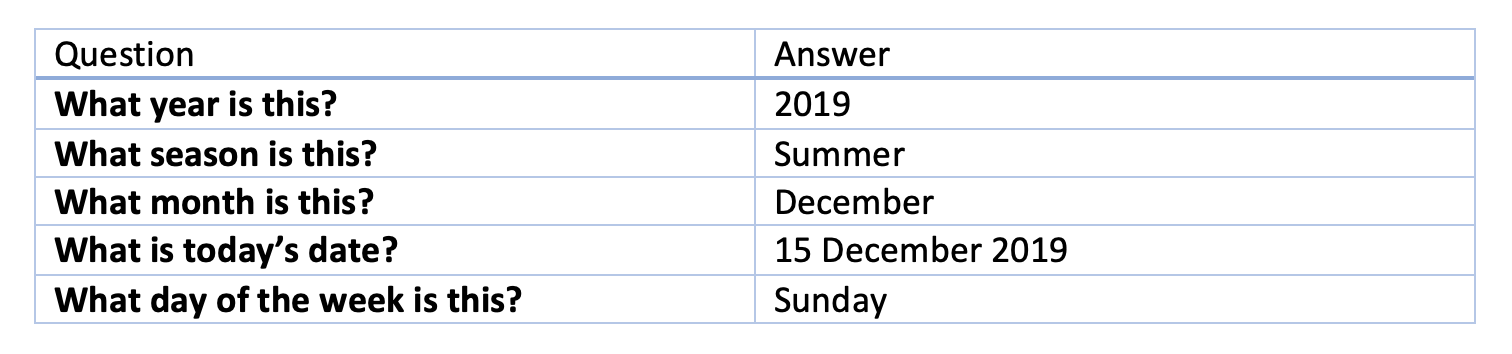 Question Answer
What year is this? 2019
What season is this? Summer
What month is this? December
What is today’s date? 15 December 2019
What day of the week is this? Sunday